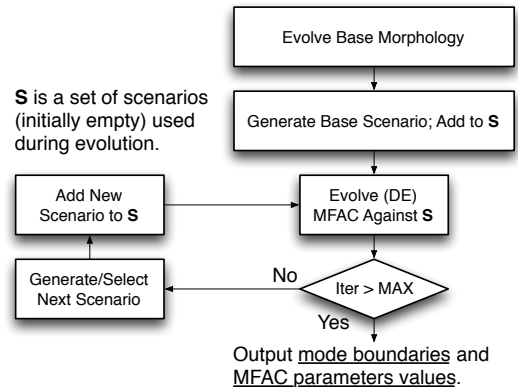 Evolve Base Morphology
S is a set of scenarios
(initially empty) used
during evolution.
Generate Base Scenario; Add to S
Add New
Scenario to S
Evolve (DE)
MFAC Against S
Generate/Select
Next Scenario
No
Iter > MAX
Yes
Output mode boundaries and
MFAC parameters values.